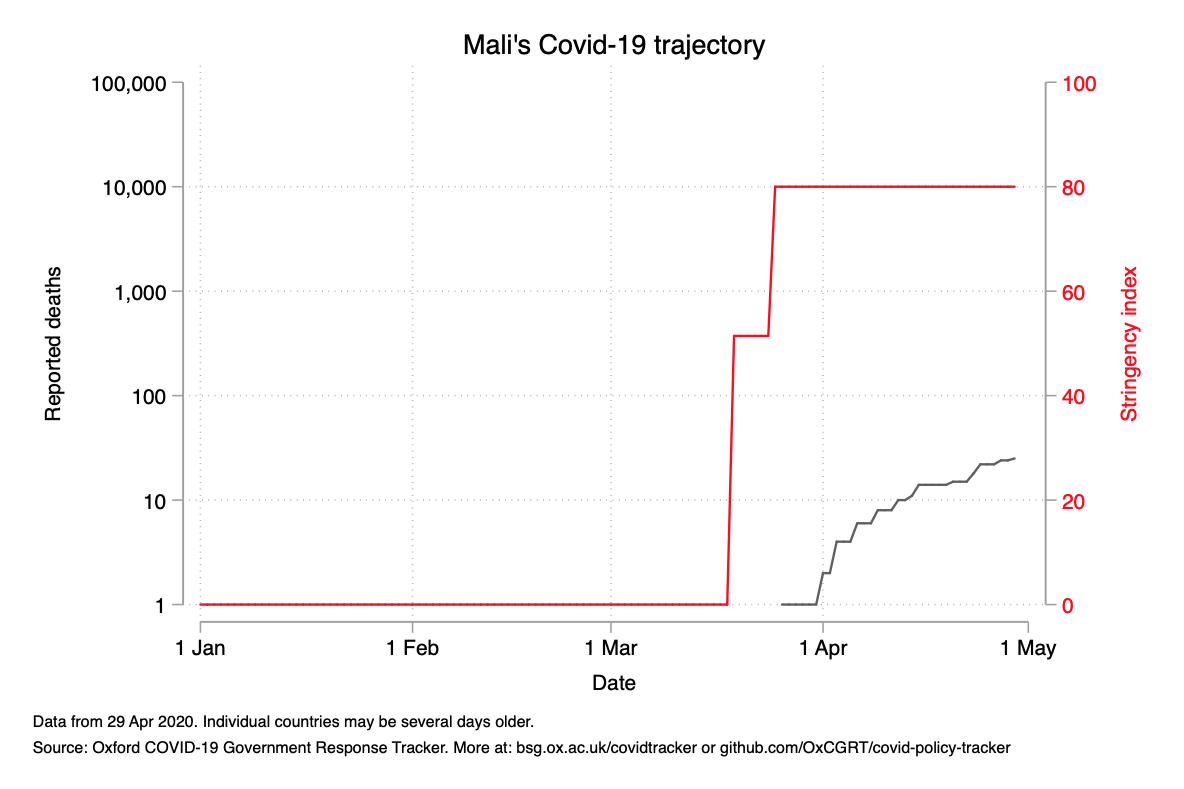 Mali's Covid-19 trajectory
100,000
10,000
1,000
100
10
1
Reported deaths
100
80
60
40
20
0
Stringency index
1 Jan
1 Feb
1 Mar
1 Apr
1 May
Date
Data from 29 Apr 2020. Individual countries may be several days older.
Source: Oxford COVID-19 Government Response Tracker. More at: bsg.ox.ac.uk/covidtracker or github.com/OxCGRT/covid-policy-tracker